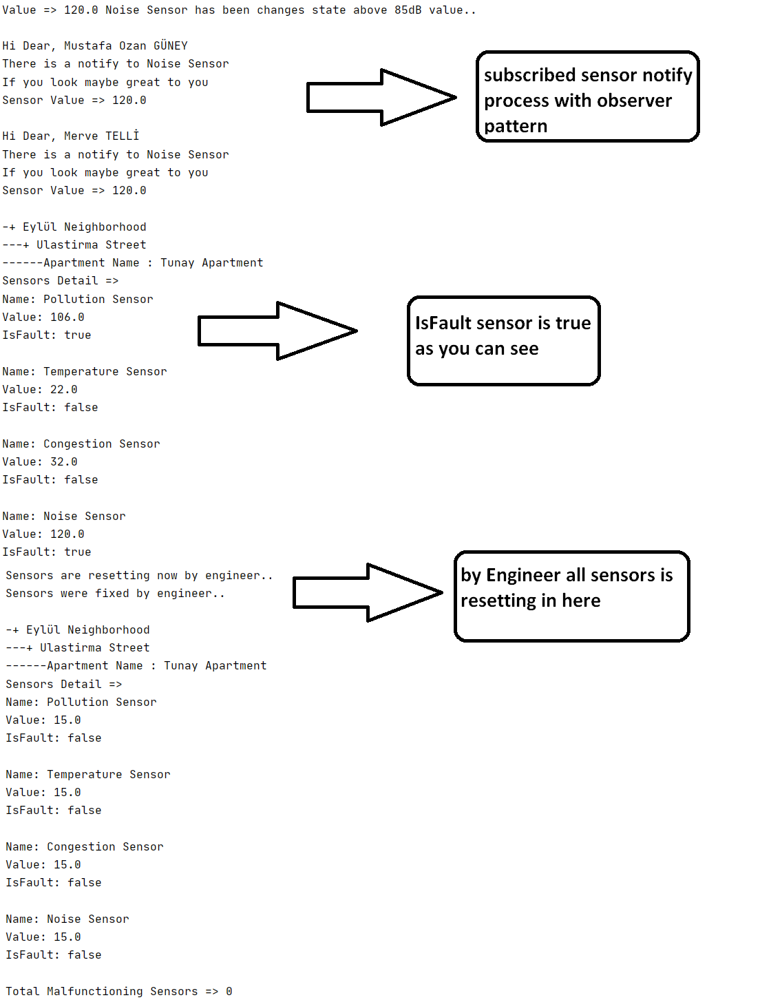 Value => 120.0 Noise Sensor has been changes state above 85dB value..
Hi Dear, Mustafa Ozan GÜNEY
There is a notify to Noise Sensor
If you look maybe great to you
Sensor Value => 120.0
subscribed sensor notify
process with observer
pattern
Hi Dear, Merve TELLİ
There is a notify to Noise Sensor
If you look maybe great to you
Sensor Value => 120.0
-+ Eylül Neighborhood
---+ Ulastirma Street
------Apartment Name : Tunay Apartment
Sensors Detail =>
Name: Pollution Sensor
Value: 106.0
IsFault: true
IsFault sensor is true
as you can see
Name: Temperature Sensor
Value: 22.0
IsFault: false
Name: Congestion Sensor
Value: 32.0
IsFault: false
Name: Noise Sensor
Value: 120.0
IsFault: true
Sensors are resetting now by engineer..
Sensors were fixed by engineer..
by Engineer all sensors is
resetting in here
-+ Eylül Neighborhood
---+ Ulastirma Street
------Apartment Name : Tunay Apartment
Sensors Detail =>
Name: Pollution Sensor
Value: 15.0
IsFault: false
Name: Temperature Sensor
Value: 15.0
IsFault: false
Name: Congestion Sensor
Value: 15.0
IsFault: false
Name: Noise Sensor
Value: 15.0
IsFault: false
Total Malfunctioning Sensors => 0